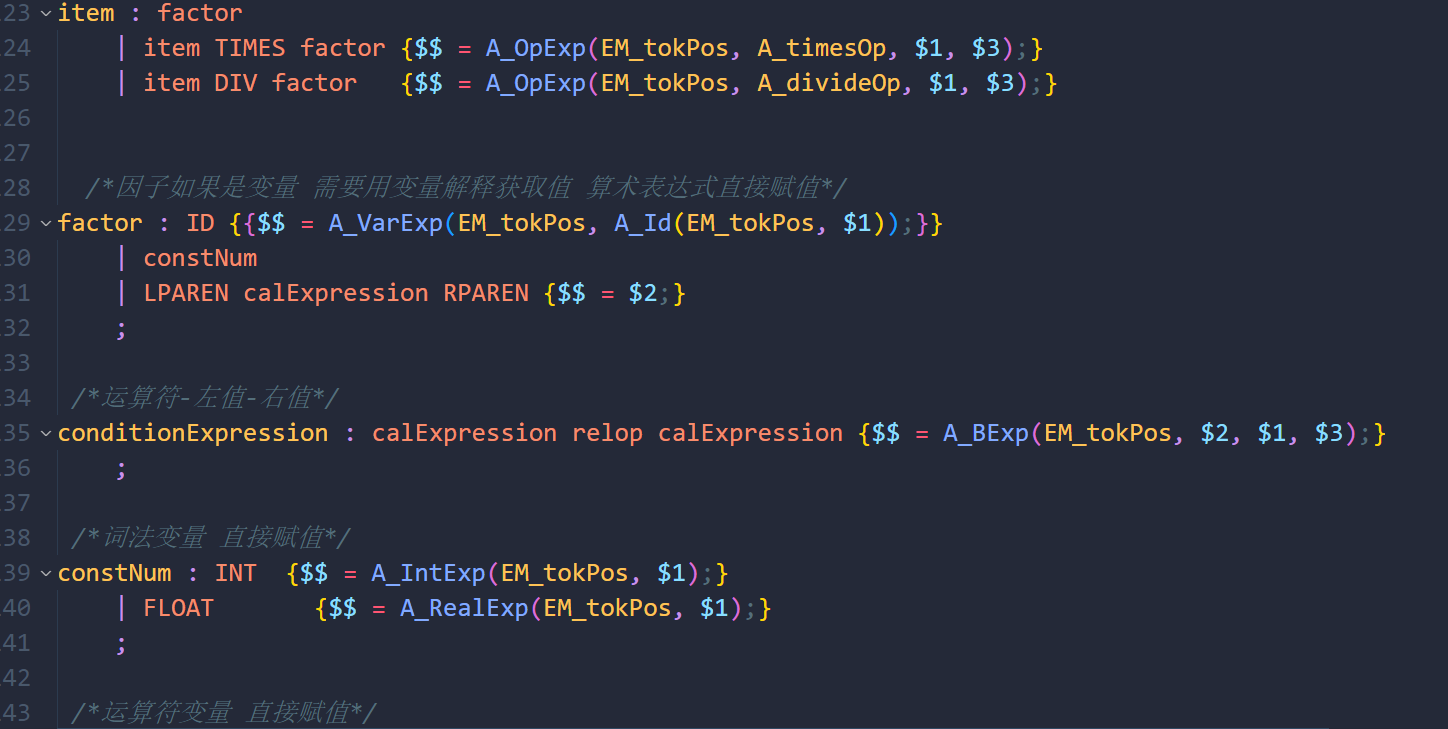 23 item : factor
24 | item TIMES factor {$$ = A_OpExp(EM_tokPos, A_timesOp, $1, $3);}
25 | item DIV factor {$$ = A_OpExp(EM_tokPos, A_divideOp, $1, $3);}
26
27
28 /*因子如果是变量 需要用变量解释获取值 算术表达式直接赋值*/
29 factor : ID {{$$ = A_VarExp(EM_tokPos, A_Id(EM_tokPos, $1));}}
30 | constNum
31 | LPAREN calExpression RPAREN {$$ = $2;}
32 ;
33
34 /*运算符-左值-右值*/
35 conditionExpression : calExpression relop calExpression {$$ = A_BExp(EM_tokPos, $2, $1, $3);}
36 ;
37
38 /*词法变量 直接赋值*/
39 constNum : INT {$$ = A_IntExp(EM_tokPos, $1);}
40 | FLOAT {$$ = A_RealExp(EM_tokPos, $1);}
41 ;
42
43 /*运算符变量 直接赋值*/